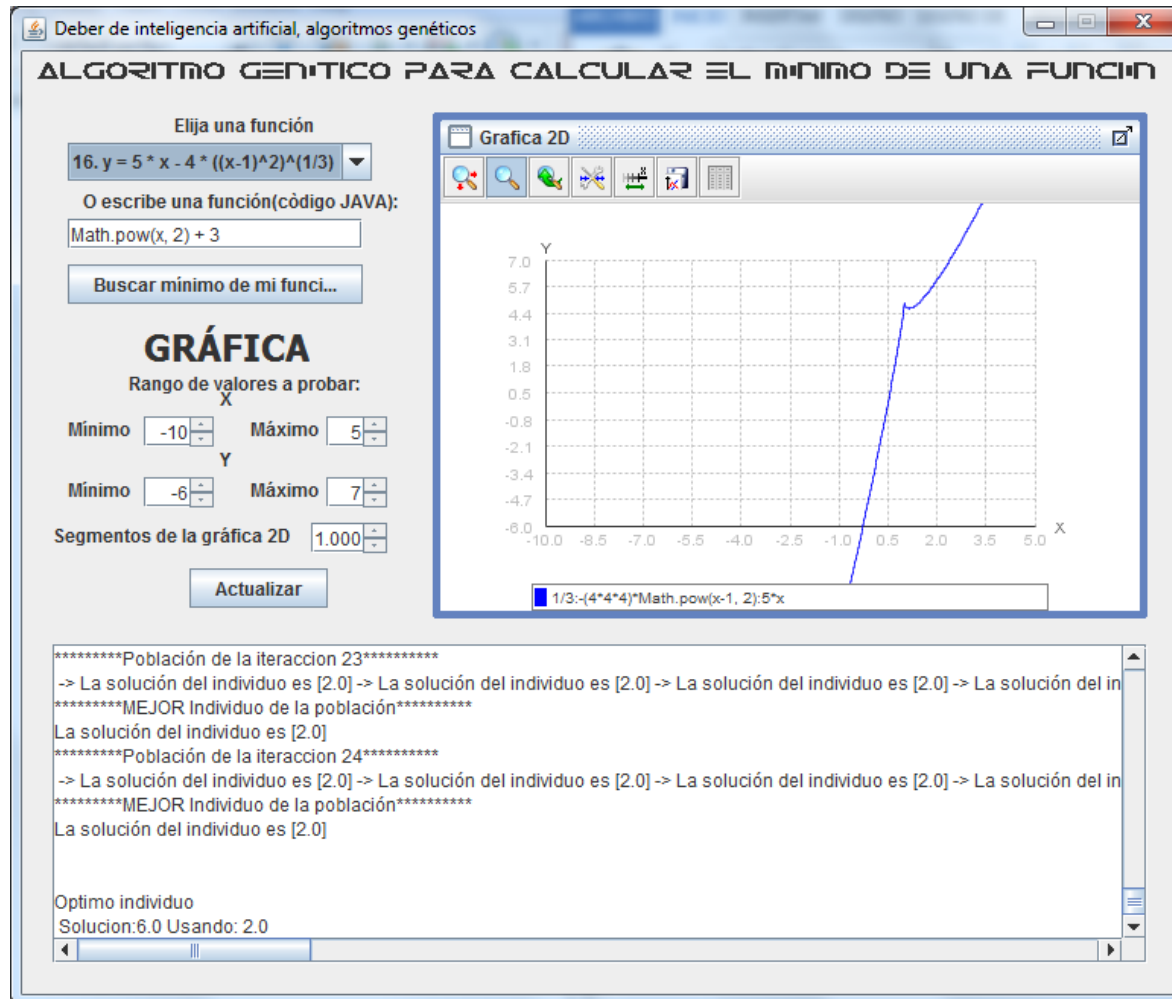 Deber de inteligencia artificial, algoritmos genéticos
ALGORITMO GENTICO PARA CALCULAR EL MNIMO DE UNA FUNCIN
Elija una función
16. y = 5 * x - 4 * ((x-1)^2)^(1/3)
O escribe una función(còdigo JAVA):
Math.pow(x, 2) + 3
Buscar mínimo de mi funci...
GRÁFICA
Rango de valores a probar:
X
Mínimo -10 Máximo 5
Y
Mínimo -6 Máximo 7
Segmentos de la gráfica 2D 1.000
Actualizar
Grafica 2D
Y
7.0
5.7
4.4
3.1
1.8
0.5
-0.8
-2.1
-3.4
-4.7
-6.0
X
-10.0 -8.5 -7.0 -5.5 -4.0 -2.5 -1.0 0.5 2.0 3.5 5.0
1/3:-(4*4*4)*Math.pow(x-1, 2):5*x
*********Población de la iteraccion 23**********
-> La solución del individuo es [2.0] -> La solución del individuo es [2.0] -> La solución del individuo es [2.0] -> La solución del in
*********MEJOR Individuo de la población**********
La solución del individuo es [2.0]
*********Población de la iteraccion 24**********
-> La solución del individuo es [2.0] -> La solución del individuo es [2.0] -> La solución del individuo es [2.0] -> La solución del in
*********MEJOR Individuo de la población**********
La solución del individuo es [2.0]
Optimo individuo
Solucion:6.0 Usando: 2.0